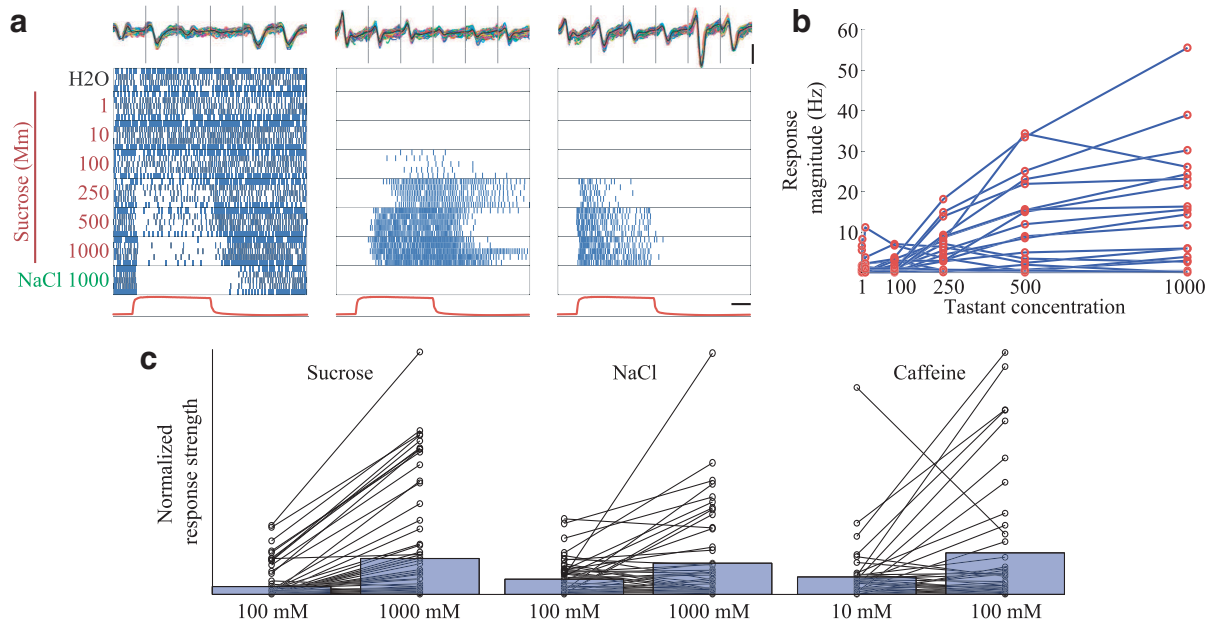 a
H2O
1
10
100
250
500
1000
NaCl 1000
Sucrose (Mm)
b
60
50
40
30
20
10
Response
magnitude (Hz)
1 100 250 500 1000
Tastant concentration
c
Normalized
response strength
Sucrose NaCl Caffeine
100 mM 1000 mM 100 mM 1000 mM 10 mM 100 mM